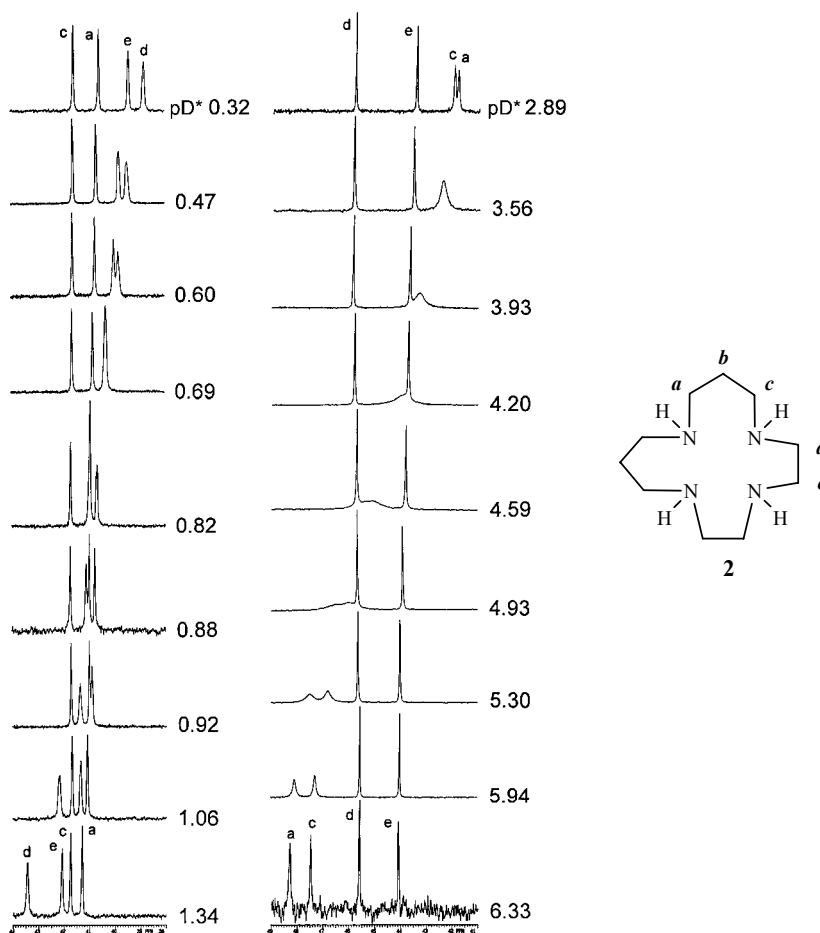 c a e d
pD* 0.32
0.47
0.60
0.69
0.82
0.88
0.92
1.06
d e c a
1.34
d e c a
pD* 2.89
3.56
3.93
4.20
4.59
4.93
5.30
5.94
a c d e
6.33
b
a c
H H
N N
N N
H H
2